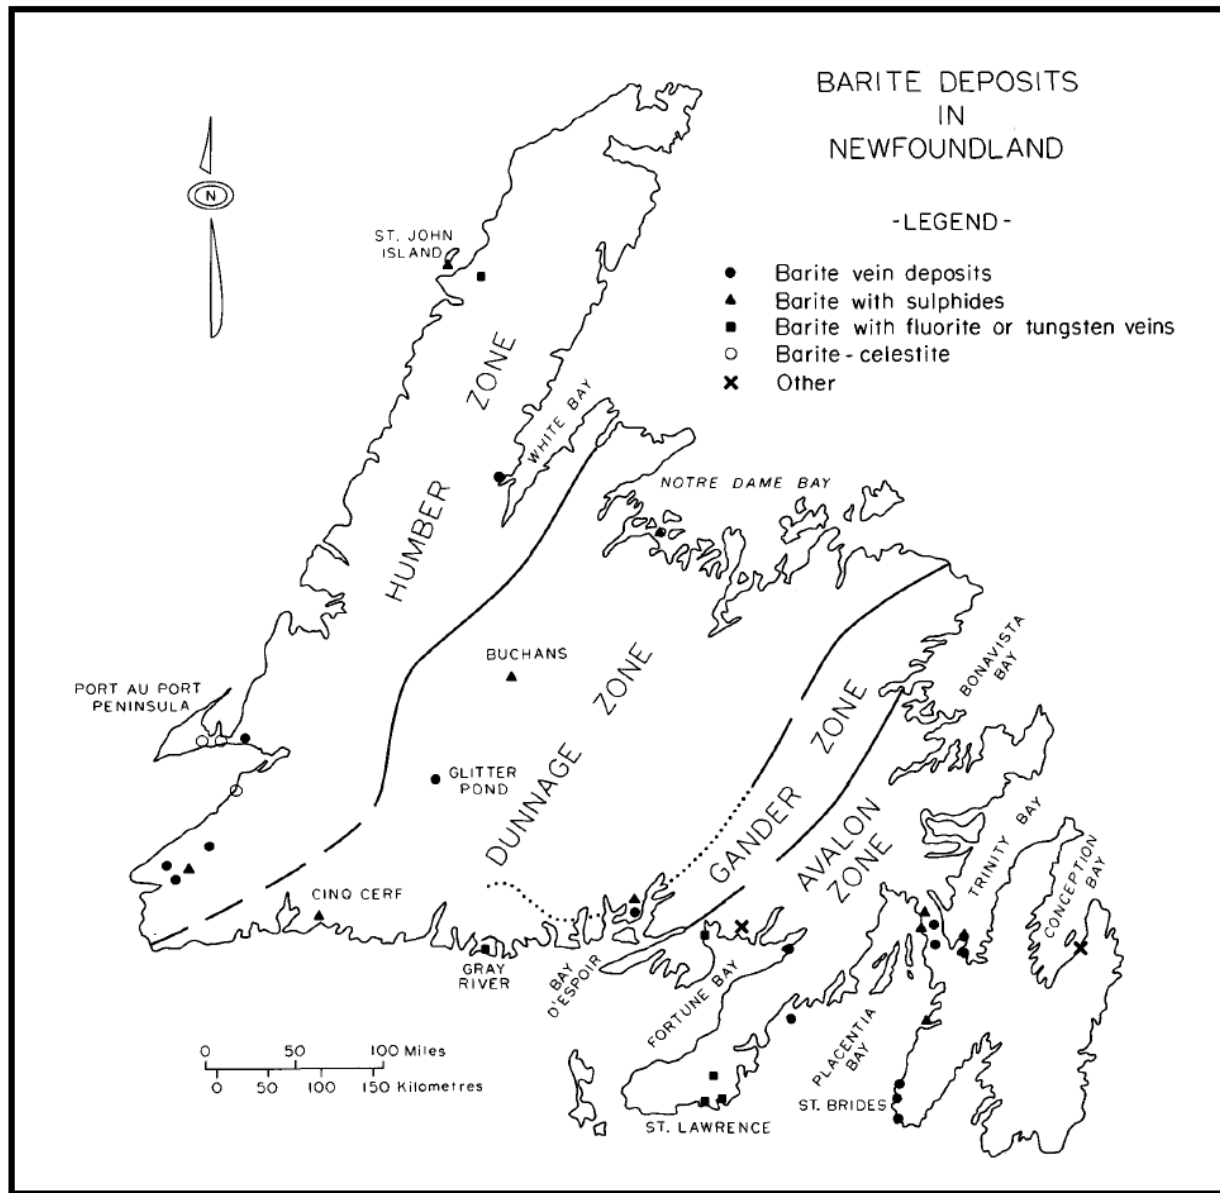 BARITE DEPOSITS
IN
NEWFOUNDLAND
-LEGEND-
Barite vein deposits
Barite with sulphides
Barite with fluorite or tungsten veins
Barite-celestite
Other
N
ST. JOHN
ISLAND
HUMBER ZONE
WHITE BAY
NOTRE DAME BAY
BUCHANS
PORT AU PORT
PENINSULA
GLITTER
POND
DUNNAGE ZONE
GANDER ZONE
AVALON
ZONE
BONAVISTA
BAY
TRINITY BAY
CONCEPTION
BAY
CINQ CERF
GRAY
RIVER
BAY
D'ESPOIR
FORTUNE BAY
PLACENTIA
BAY
ST. BRIDES
ST. LAWRENCE
0 50 100 Miles
0 50 100 150 Kilometres